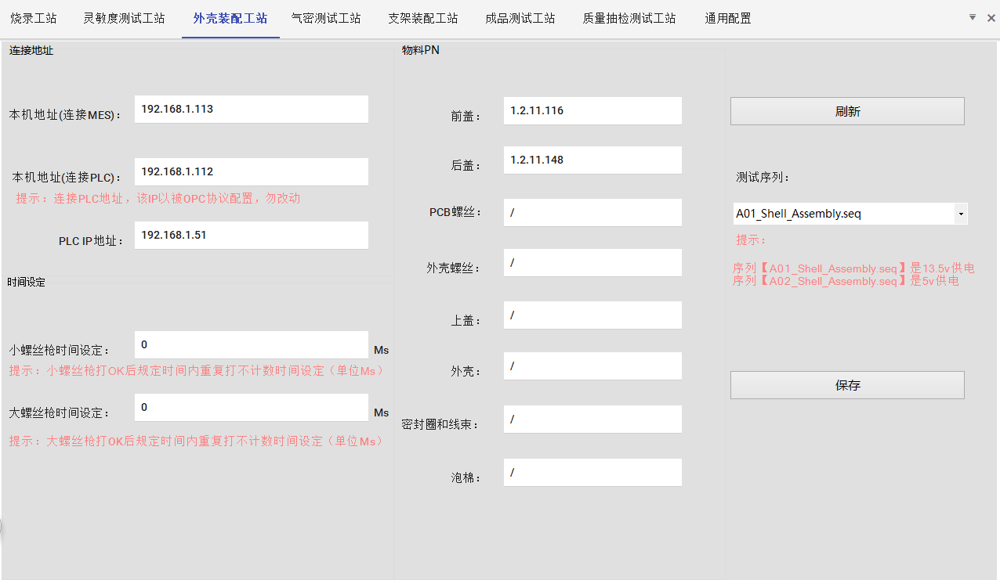 烧录工站 灵敏度测试工站 外壳装配工站 气密测试工站 支架装配工站 成品测试工站 质量抽检测试工站 通用配置
连接地址
本机地址(连接MES)： 192.168.1.113
本机地址(连接PLC)： 192.168.1.112
提示：连接PLC地址，该IP以被OPC协议配置，勿改动
PLC IP地址： 192.168.1.51
时间设定
小螺丝枪时间设定： 0 Ms
提示：小螺丝枪打OK后规定时间内重复打不计数时间设定（单位Ms）
大螺丝枪时间设定： 0 Ms
提示：大螺丝枪打OK后规定时间内重复打不计数时间设定（单位Ms）
物料PN
前盖： 1.2.11.116
后盖： 1.2.11.148
PCB螺丝： /
外壳螺丝： /
上盖： /
外壳： /
密封圈和线束： /
泡棉： /
刷新
测试序列：
A01_Shell_Assembly.seq
提示：
序列【A01_Shell_Assembly.seq】是13.5v供电
序列【A02_Shell_Assembly.seq】是5v供电
保存